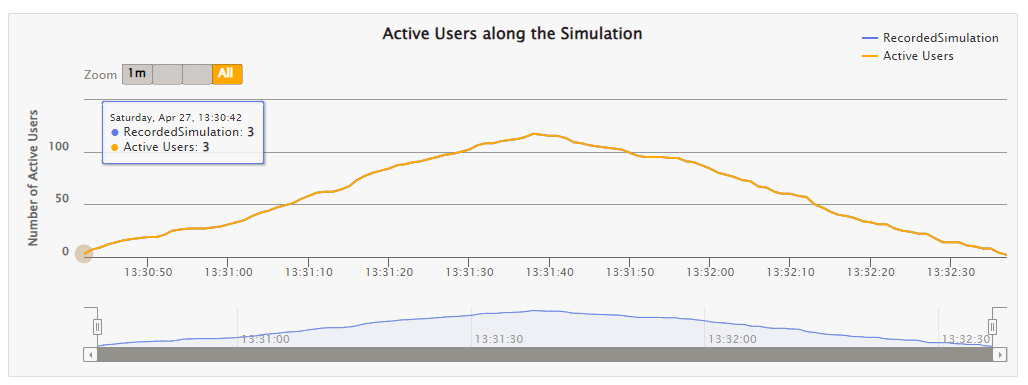 Active Users along the Simulation
RecordedSimulation
Active Users
Zoom 1m All
Saturday, Apr 27, 13:30:42
RecordedSimulation: 3
Active Users: 3
Number of Active Users
100
50
0
13:30:50 13:31:00 13:31:10 13:31:20 13:31:30 13:31:40 13:31:50 13:32:00 13:32:10 13:32:20 13:32:30
13:31:00 13:31:30 13:32:00 13:32:30